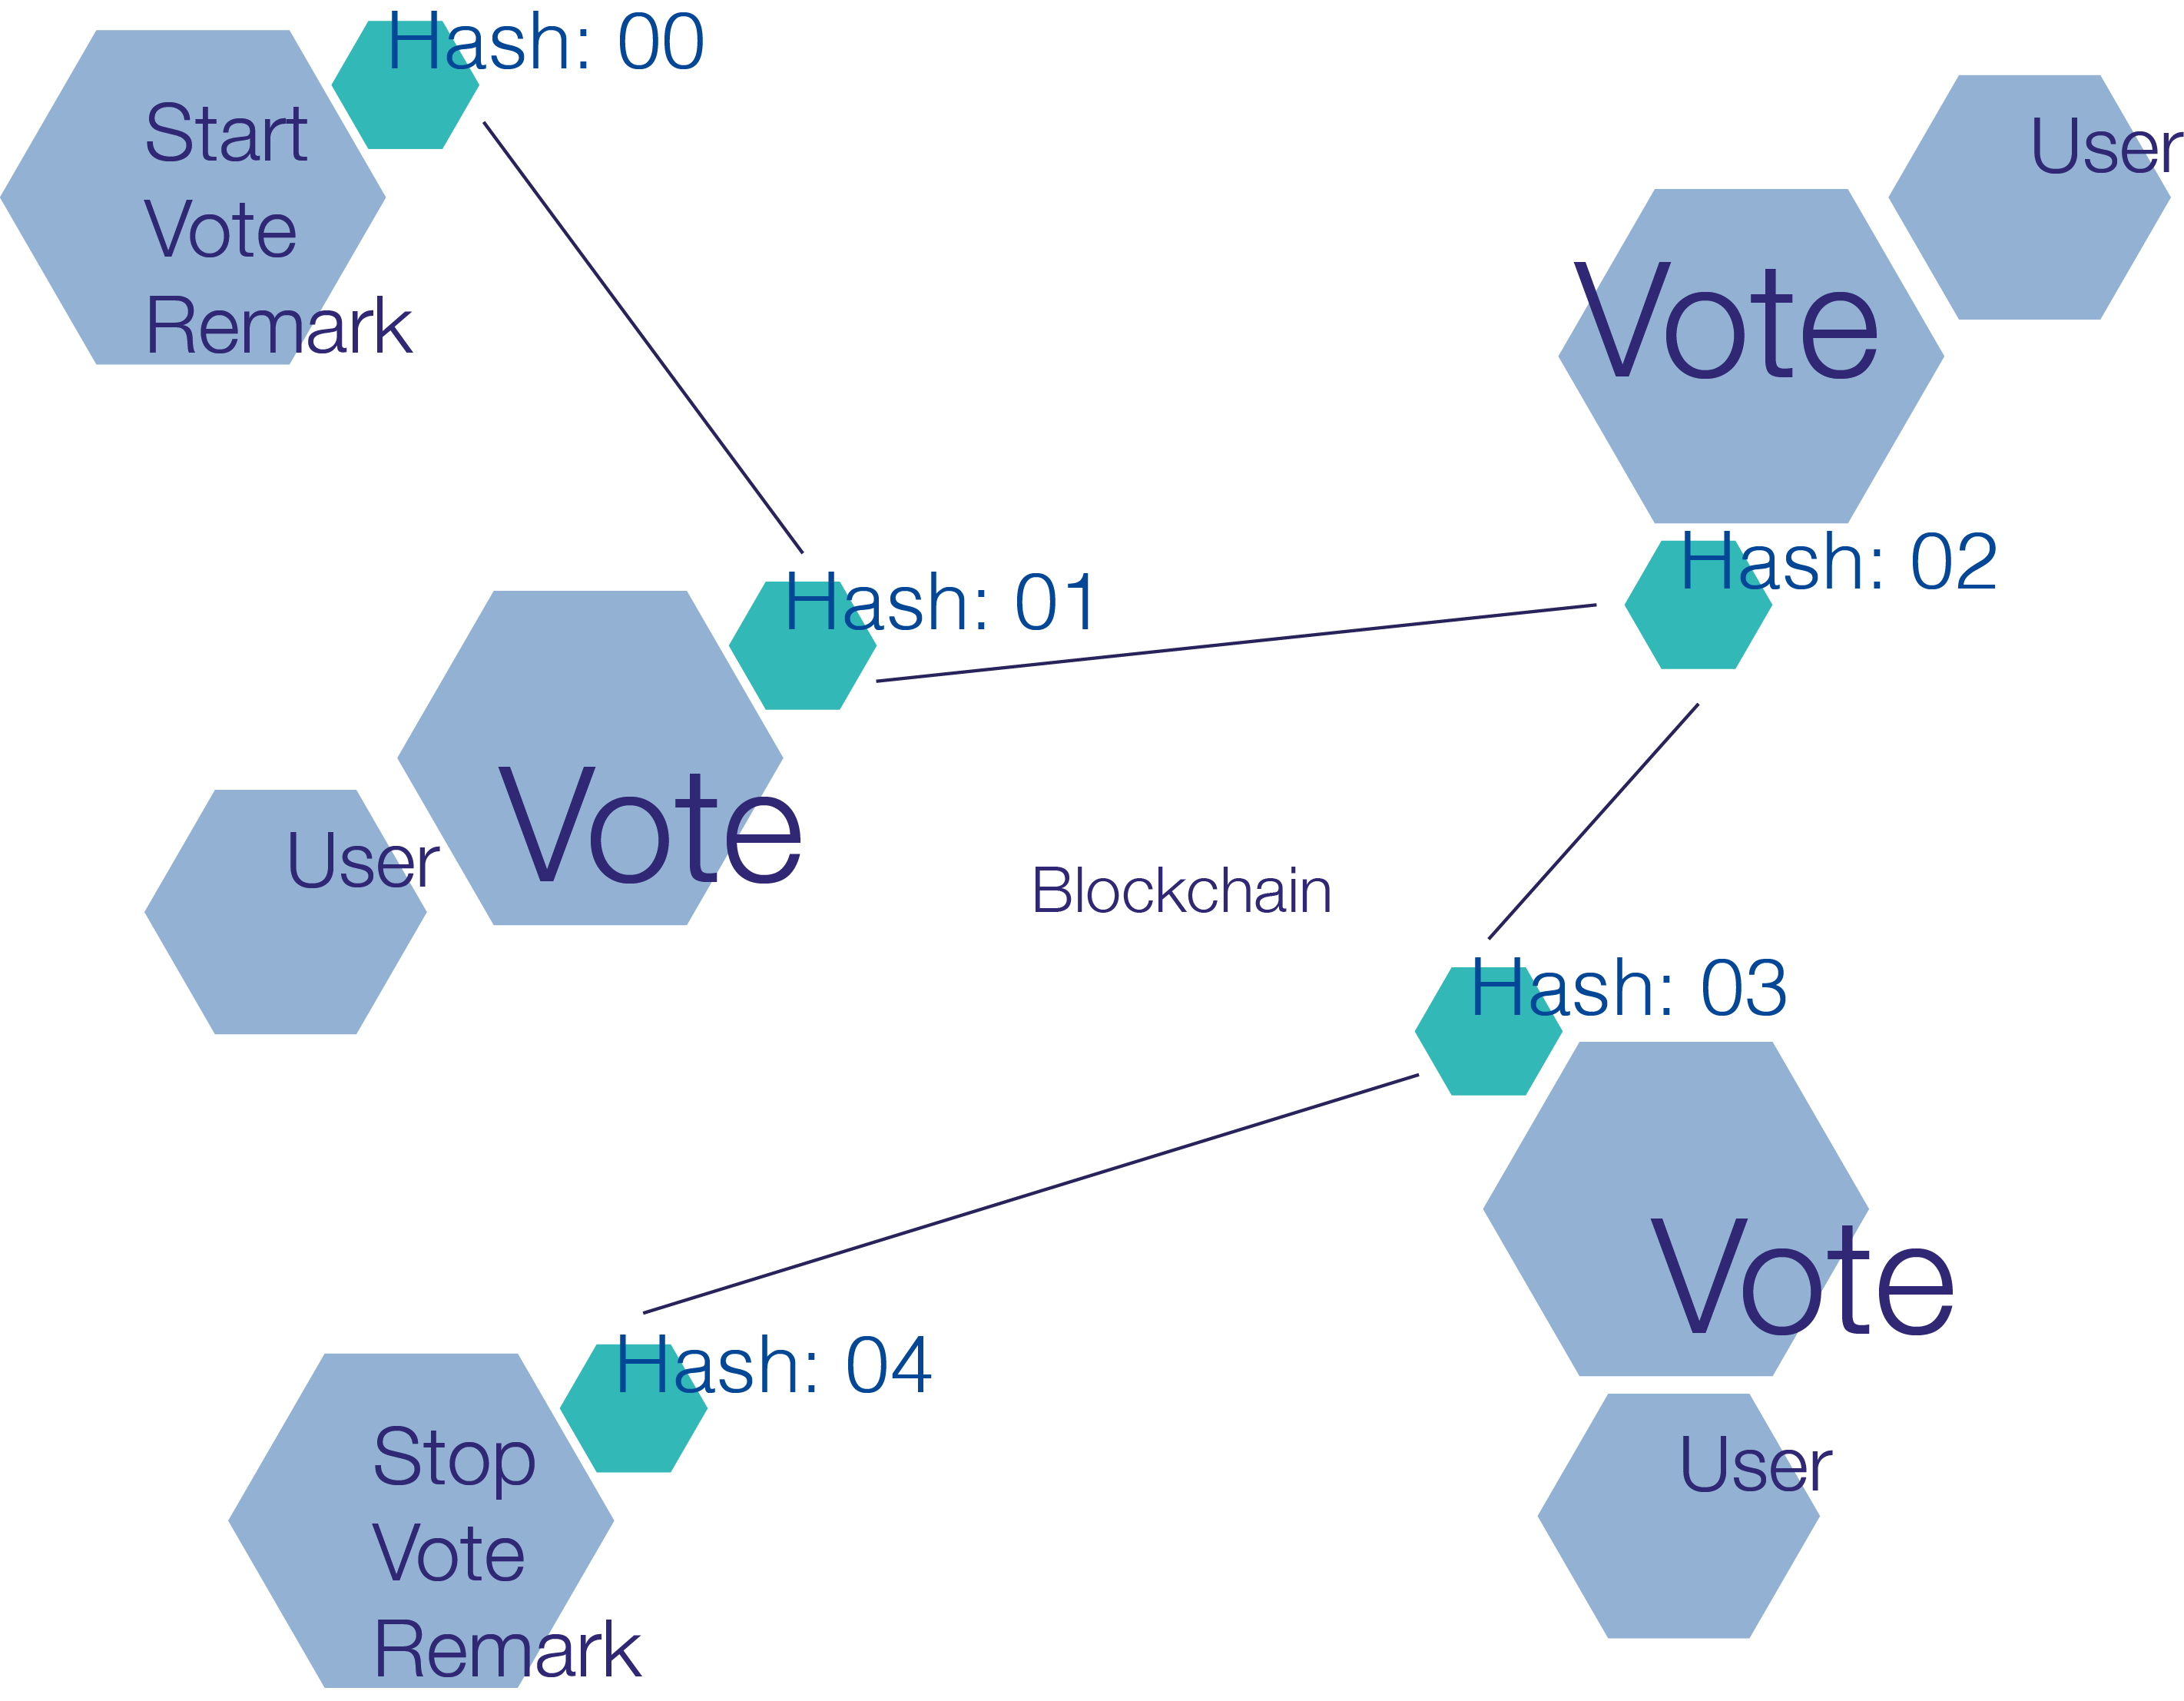 Hash: 00
Start
Vote
Remark
User
Vote
Hash: 02
Hash: 01
Vote
User
Blockchain
Hash: 03
Vote
User
Hash: 04
Stop
Vote
Remark